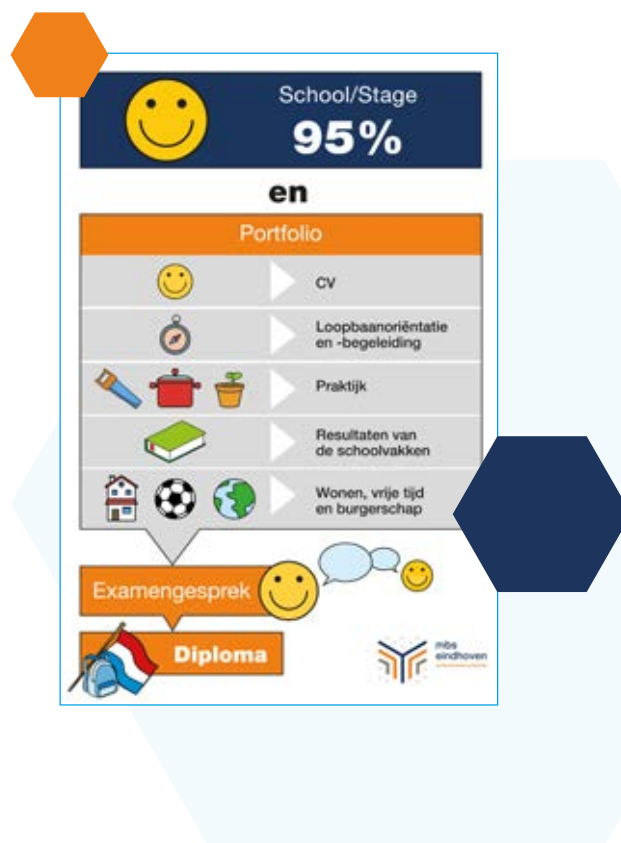 School/Stage
95%
en
Portfolio
CV
Loopbaanoriëntatie
en -begeleiding
Praktijk
Resultaten van
de schoolvakken
Wonen, vrije tijd
en burgerschap
Examengesprek
Diploma
mbs
eindhoven